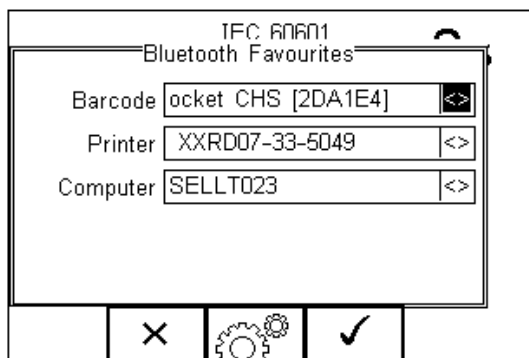 IEC 60601
Bluetooth Favourites
Barcode ocket CHS [2DA1E4] <>
Printer XXRD07-33-5049 <>
Computer SELLT023 <>